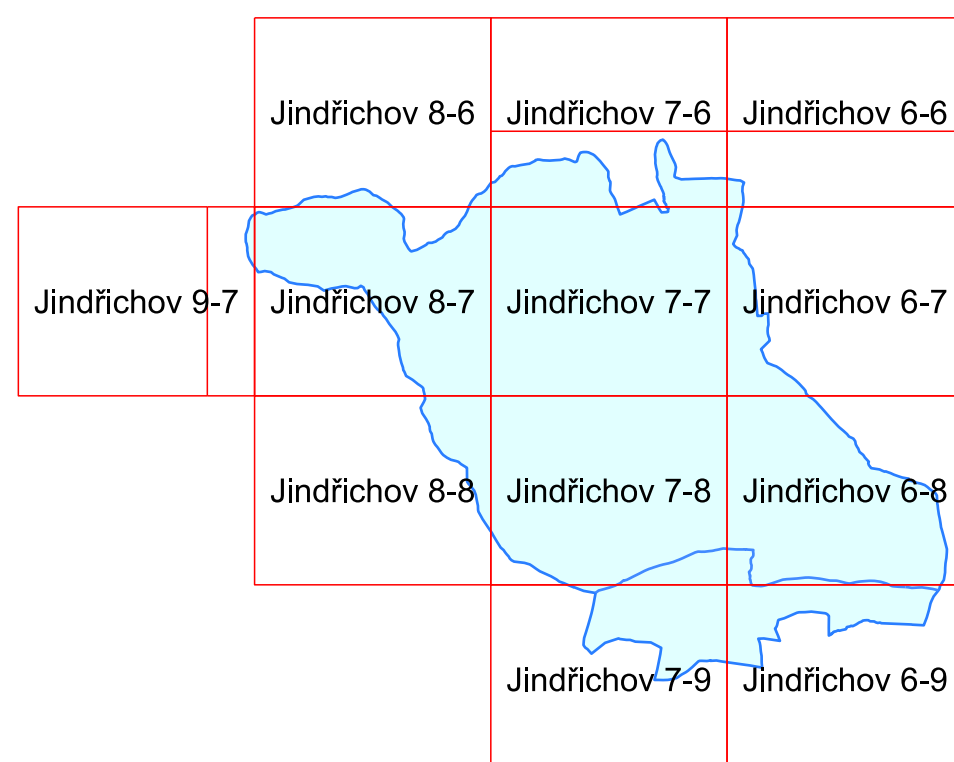 Jindřichov 8-6
Jindřichov 7-6
Jindřichov 6-6
Jindřichov 9-7
Jindřichov 8-7
Jindřichov 7-7
Jindřichov 6-7
Jindřichov 8-8
Jindřichov 7-8
Jindřichov 6-8
Jindřichov 7-9
Jindřichov 6-9